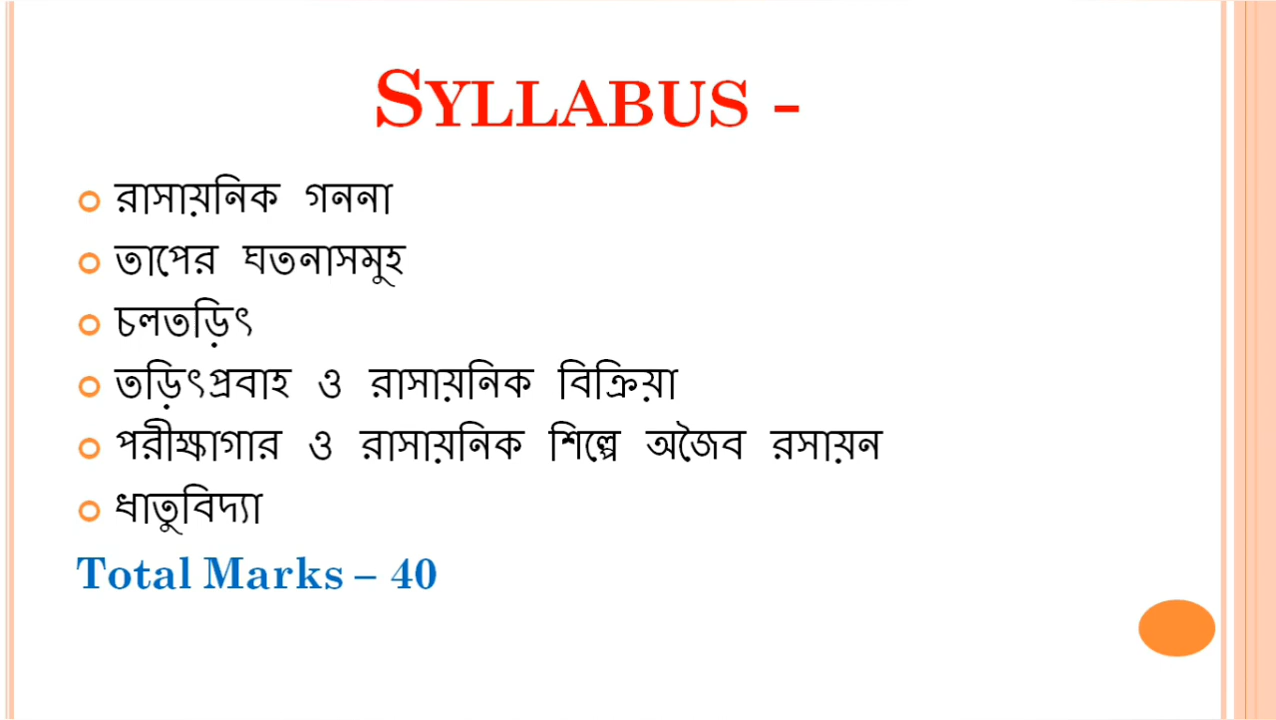 SYLLABUS -
রাসায়নিক গননা
তাপের ঘতনাসমুহ
চলতড়িৎ
তড়িৎপ্রবাহ ও রাসায়নিক বিক্রিয়া
পরীক্ষাগার ও রাসায়নিক শিল্পে অজৈব রসায়ন
ধাতুবিদ্যা
Total Marks – 40